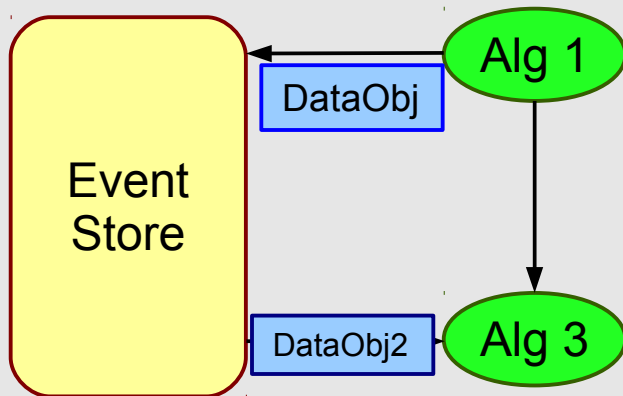 Alg 1
DataObj
Event
Store
DataObj2
Alg 3